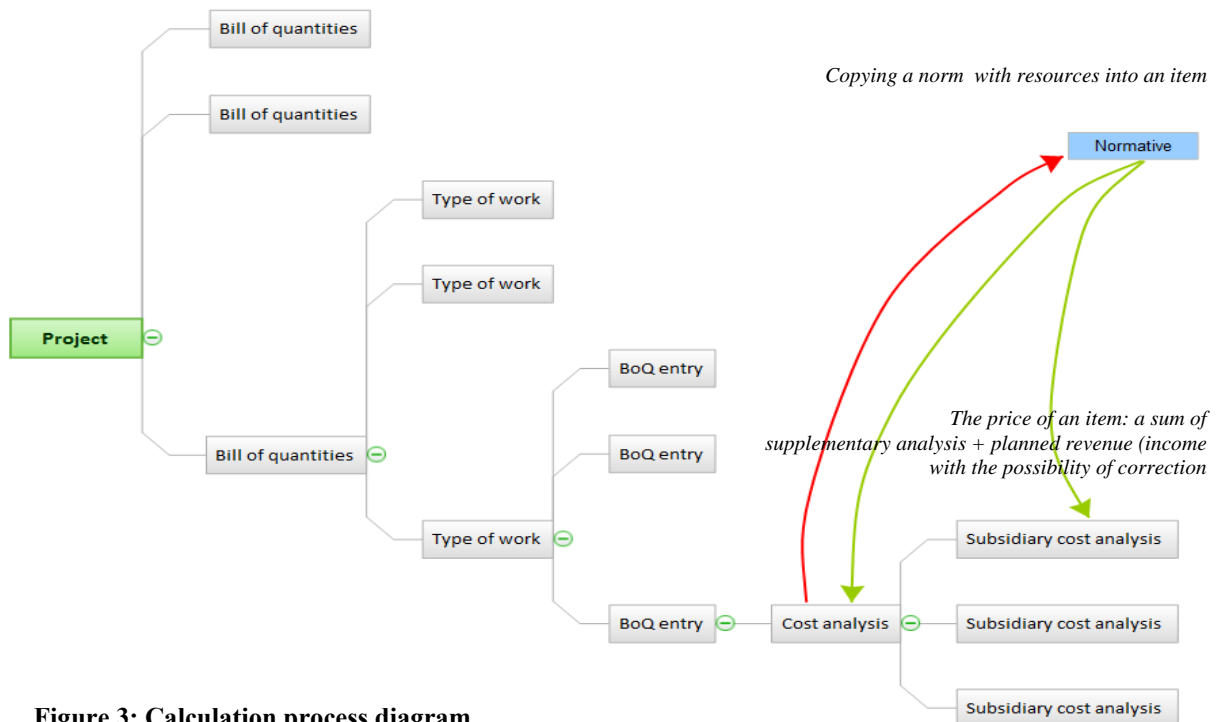 Bill of quantities
Copying a norm with resources into an item
Bill of quantities
Normative
Type of work
Type of work
Project
BoQ entry
The price of an item: a sum of
supplementary analysis + planned revenue (income
with the possibility of correction
BoQ entry
Bill of quantities
Type of work
Subsidiary cost analysis
BoQ entry
Cost analysis
Subsidiary cost analysis
Subsidiary cost analysis
Figure 3: Calculation process diagram